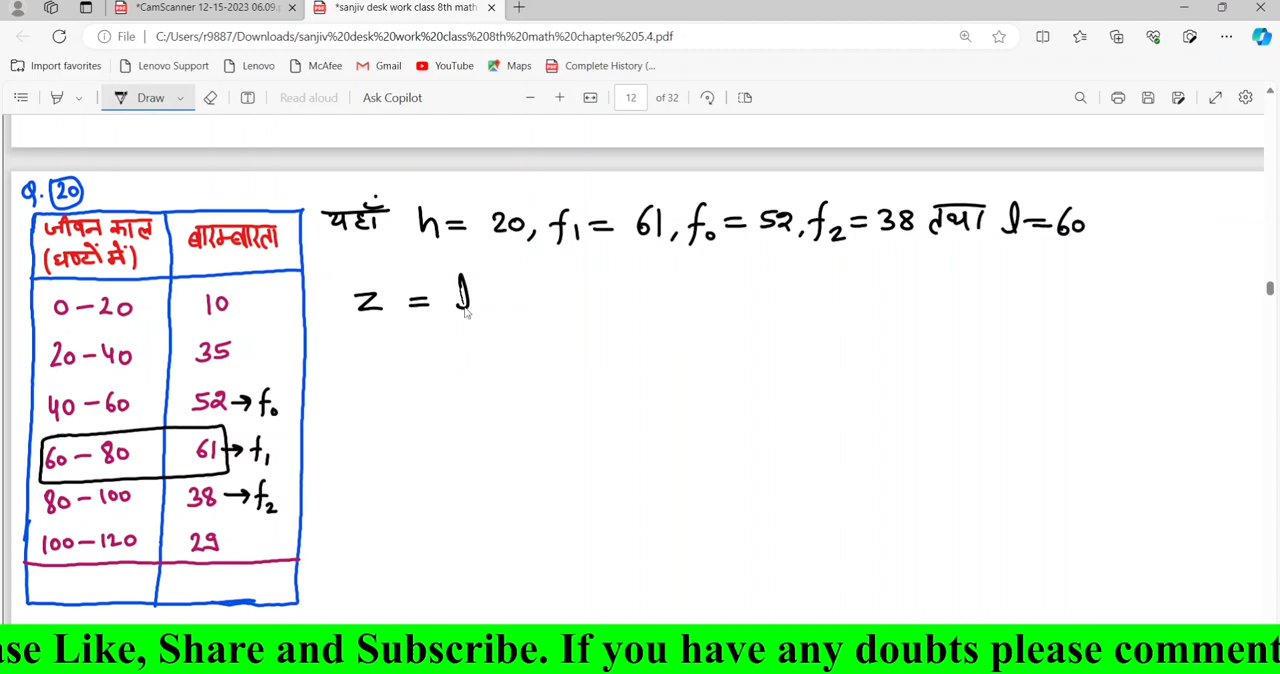 *CamScanner 12-15-2023 06.09.
*sanjiv desk work class 8th math
File
C:/Users/r9887/Downloads/sanjiv%20desk%20work%20class%208th%20math%20chapter%205.4.pdf
Import favorites
Lenovo Support
Lenovo
McAfee
Gmail
YouTube
Maps
Complete History (...
Draw
Read aloud
Ask Copilot
12 of 32
Q. 20
जीवन काल (घण्टों में) बारम्बारता
0-20 10
20-40 35
40-60 52→f₀
60-80 61→f₁
80-100 38→f₂
100-120 29
यहाँ h= 20, f₁= 61, f₀= 52, f₂=38 तथा l=60
z = l
ase Like, Share and Subscribe. If you have any doubts please comment